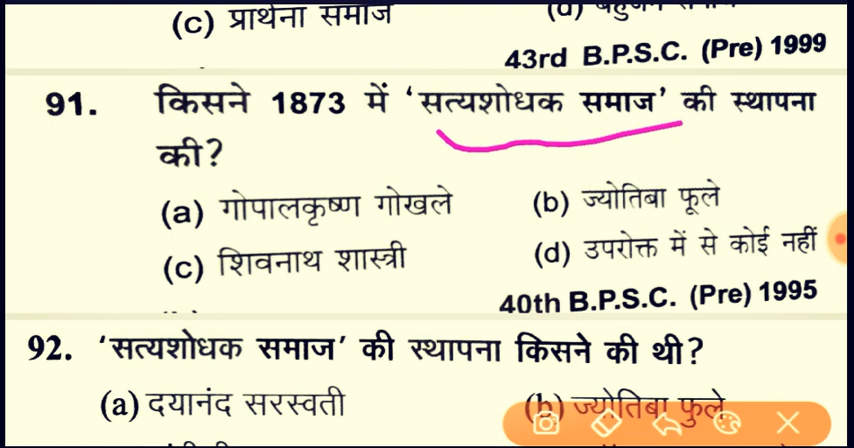 (c) प्रार्थना समाज
43rd B.P.S.C. (Pre) 1999
91. किसने 1873 में ‘सत्यशोधक समाज’ की स्थापना
की?
(a) गोपालकृष्ण गोखले (b) ज्योतिबा फूले
(c) शिवनाथ शास्त्री (d) उपरोक्त में से कोई नहीं
40th B.P.S.C. (Pre) 1995
92. ‘सत्यशोधक समाज’ की स्थापना किसने की थी?
(a) दयानंद सरस्वती (b) ज्योतिबा फुले